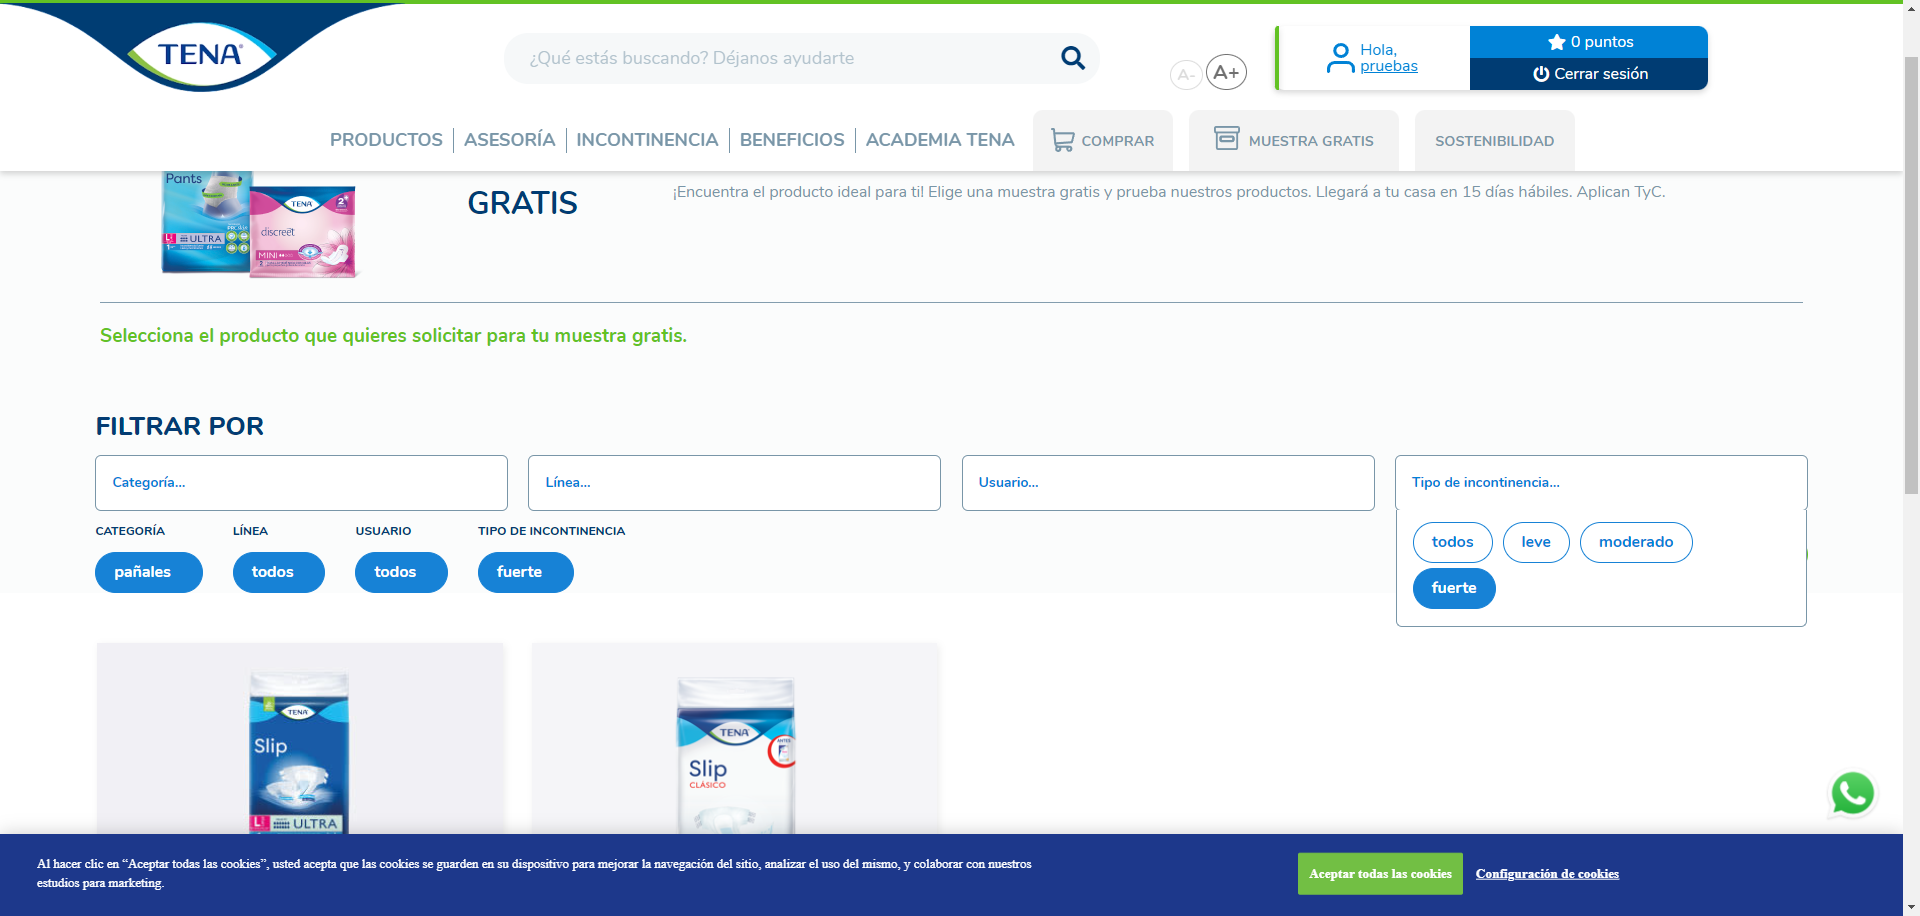 TENA
¿Qué estás buscando? Déjanos ayudarte
A-
A+
Hola,
pruebas
0 puntos
Cerrar sesión
PRODUCTOS
ASESORÍA
INCONTINENCIA
BENEFICIOS
ACADEMIA TENA
COMPRAR
MUESTRA GRATIS
SOSTENIBILIDAD
Pants
ULTRA
TENA
discreet
MINI
GRATIS
¡Encuentra el producto ideal para ti! Elige una muestra gratis y prueba nuestros productos. Llegará a tu casa en 15 días hábiles. Aplican TyC.
Selecciona el producto que quieres solicitar para tu muestra gratis.
FILTRAR POR
Categoría...
Línea...
Usuario...
Tipo de incontinencia...
CATEGORÍA
LÍNEA
USUARIO
TIPO DE INCONTINENCIA
pañales
todos
todos
fuerte
todos
leve
moderado
fuerte
TENA
Slip
L
ULTRA
TENA
Slip
CLÁSICO
Al hacer clic en “Aceptar todas las cookies”, usted acepta que las cookies se guarden en su dispositivo para mejorar la navegación del sitio, analizar el uso del mismo, y colaborar con nuestros
estudios para marketing.
Aceptar todas las cookies
Configuración de cookies